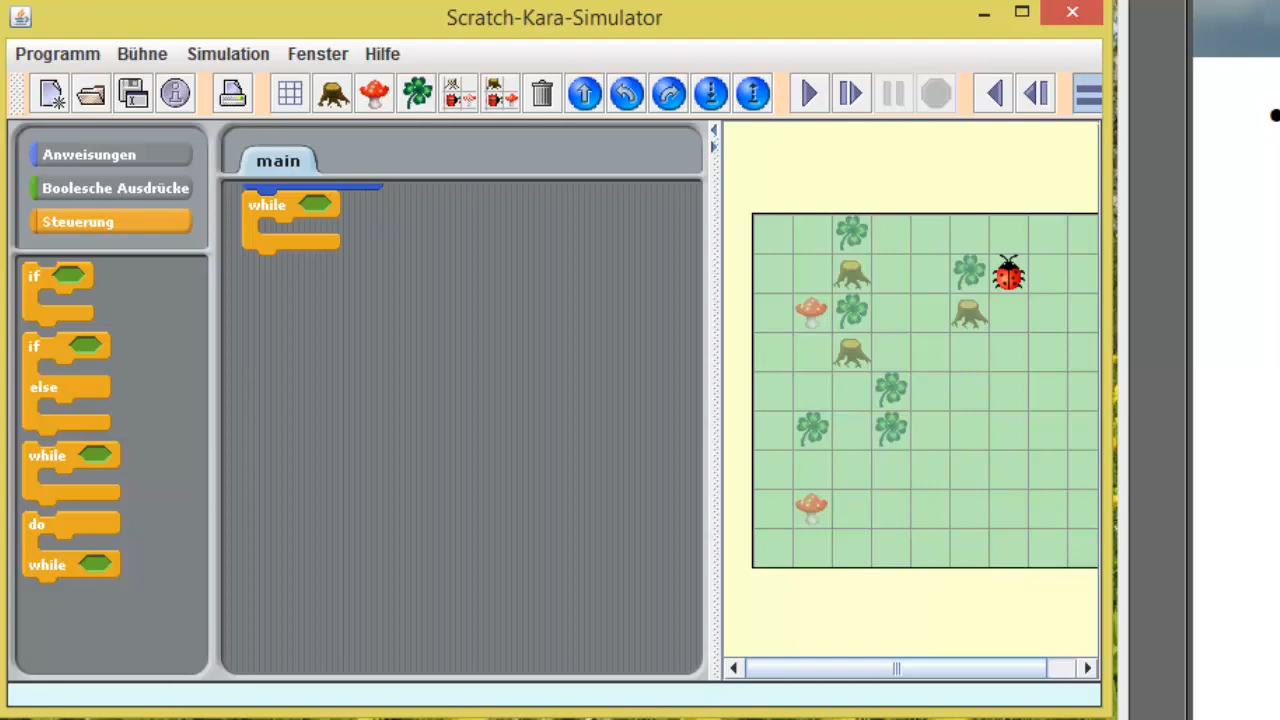 Scratch-Kara-Simulator
Programm Bühne Simulation Fenster Hilfe
Anweisungen
Boolesche Ausdrücke
Steuerung
main
while
if
if
else
while
do
while